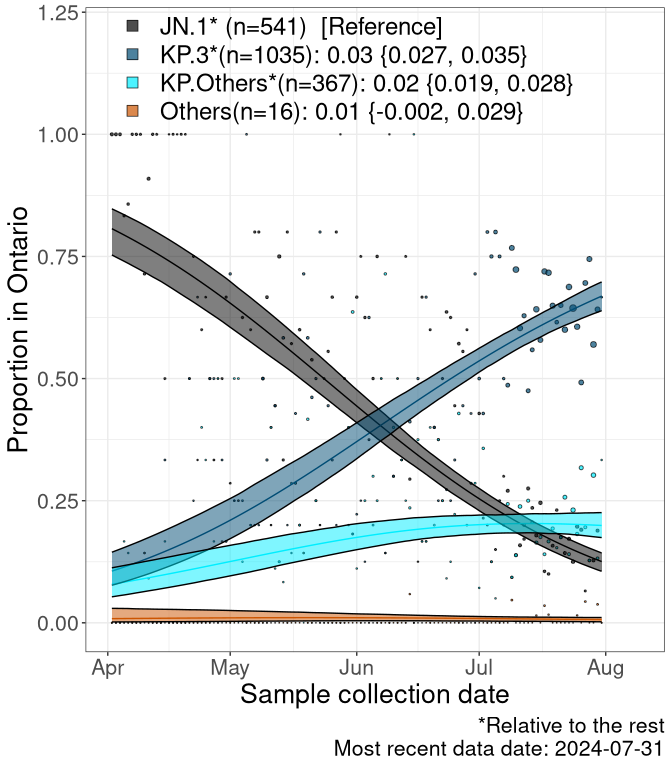 JN.1* (n=541)  [Reference]
KP.3*(n=1035): 0.03 {0.027, 0.035}
KP.Others*(n=367): 0.02 {0.019, 0.028}
Others(n=16): 0.01 {-0.002, 0.029}
1.25
1.00
0.75
0.50
0.25
0.00
Proportion in Ontario
Apr May Jun Jul Aug
Sample collection date
*Relative to the rest
Most recent data date: 2024-07-31